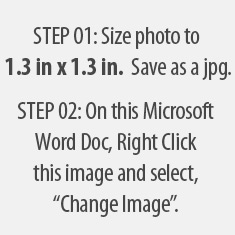 STEP 01: Size photo to
1.3 in x 1.3 in. Save as a jpg.
STEP 02: On this Microsoft
Word Doc, Right Click
this image and select,
“Change Image”.